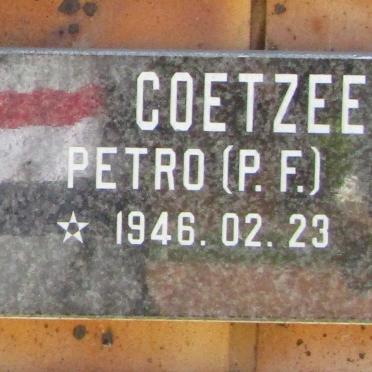 COETZEE
PETRO (P. F.)
☆ 1946. 02. 23